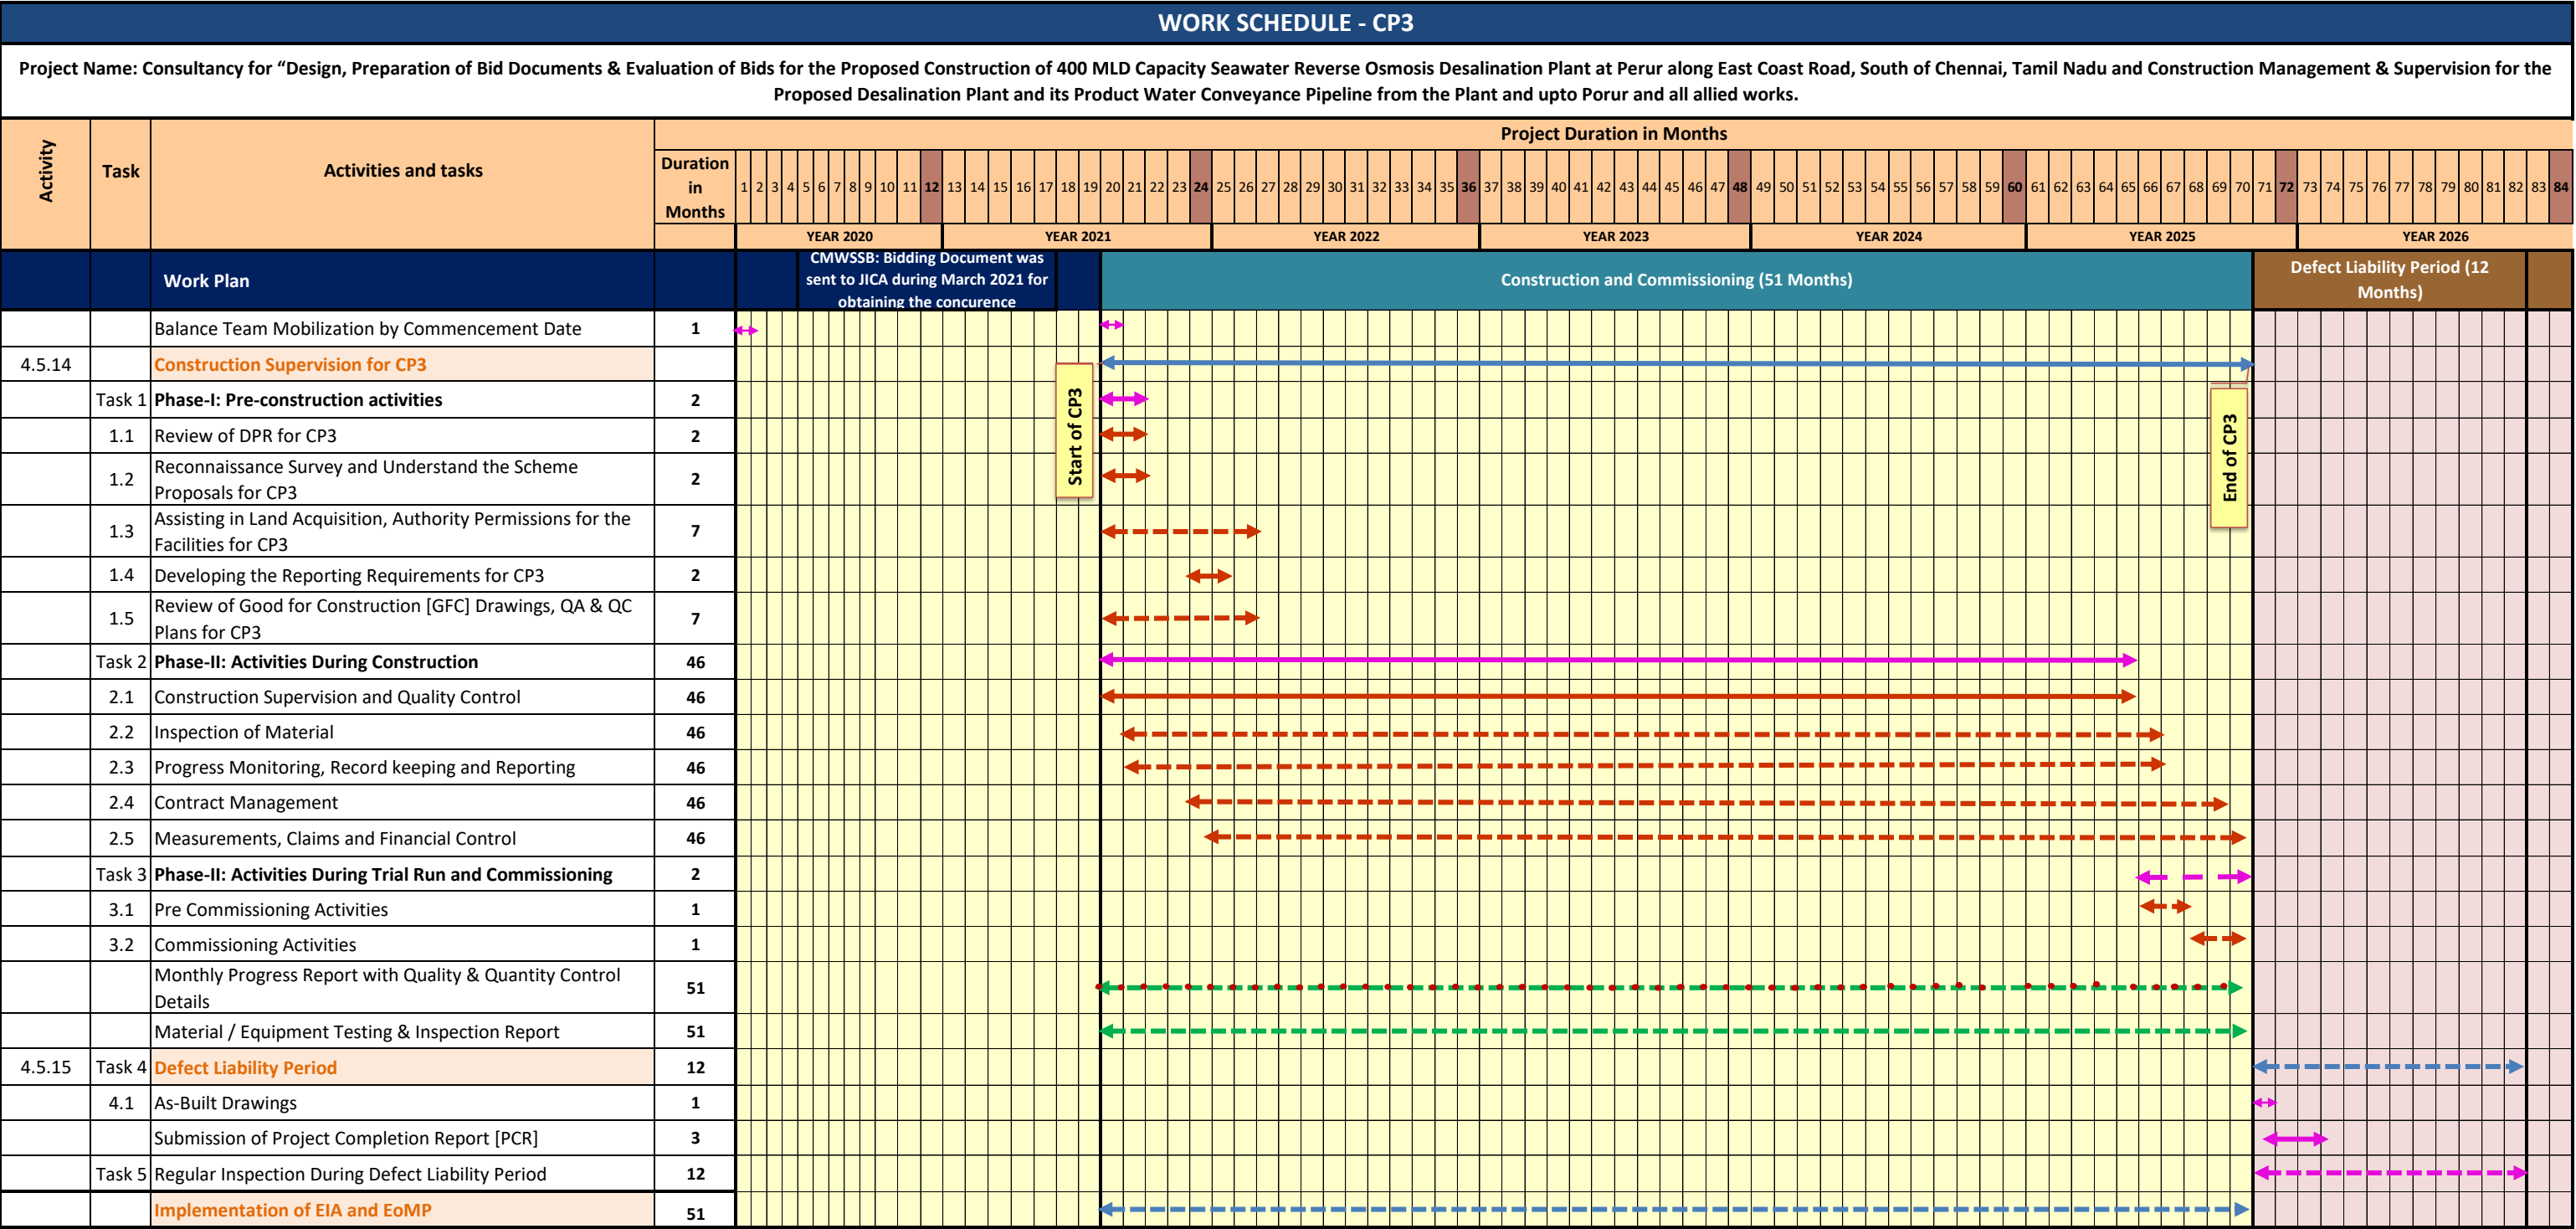 WORK SCHEDULE - CP3
Project Name: Consultancy for “Design, Preparation of Bid Documents & Evaluation of Bids for the Proposed Construction of 400 MLD Capacity Seawater Reverse Osmosis Desalination Plant at Perur along East Coast Road, South of Chennai, Tamil Nadu and Construction Management & Supervision for the
Proposed Desalination Plant and its Product Water Conveyance Pipeline from the Plant and upto Porur and all allied works.
Activity
Task
Activities and tasks
Duration
in
Months
Project Duration in Months
1 2 3 4 5 6 7 8 9 10 11 12 13 14 15 16 17 18 19 20 21 22 23 24 25 26 27 28 29 30 31 32 33 34 35 36 37 38 39 40 41 42 43 44 45 46 47 48 49 50 51 52 53 54 55 56 57 58 59 60 61 62 63 64 65 66 67 68 69 70 71 72 73 74 75 76 77 78 79 80 81 82 83 84
YEAR 2020 YEAR 2021 YEAR 2022 YEAR 2023 YEAR 2024 YEAR 2025 YEAR 2026
Work Plan
CMWSSB: Bidding Document was
sent to JICA during March 2021 for
obtaining the concurence
Construction and Commissioning (51 Months)
Defect Liability Period (12
Months)
Balance Team Mobilization by Commencement Date 1
4.5.14 Construction Supervision for CP3
Start of CP3
End of CP3
Task 1 Phase-I: Pre-construction activities 2
1.1 Review of DPR for CP3 2
1.2 Reconnaissance Survey and Understand the Scheme
Proposals for CP3 2
1.3 Assisting in Land Acquisition, Authority Permissions for the
Facilities for CP3 7
1.4 Developing the Reporting Requirements for CP3 2
1.5 Review of Good for Construction [GFC] Drawings, QA & QC
Plans for CP3 7
Task 2 Phase-II: Activities During Construction 46
2.1 Construction Supervision and Quality Control 46
2.2 Inspection of Material 46
2.3 Progress Monitoring, Record keeping and Reporting 46
2.4 Contract Management 46
2.5 Measurements, Claims and Financial Control 46
Task 3 Phase-II: Activities During Trial Run and Commissioning 2
3.1 Pre Commissioning Activities 1
3.2 Commissioning Activities 1
Monthly Progress Report with Quality & Quantity Control
Details 51
Material / Equipment Testing & Inspection Report 51
4.5.15 Task 4 Defect Liability Period 12
4.1 As-Built Drawings 1
Submission of Project Completion Report [PCR] 3
Task 5 Regular Inspection During Defect Liability Period 12
Implementation of EIA and EoMP 51